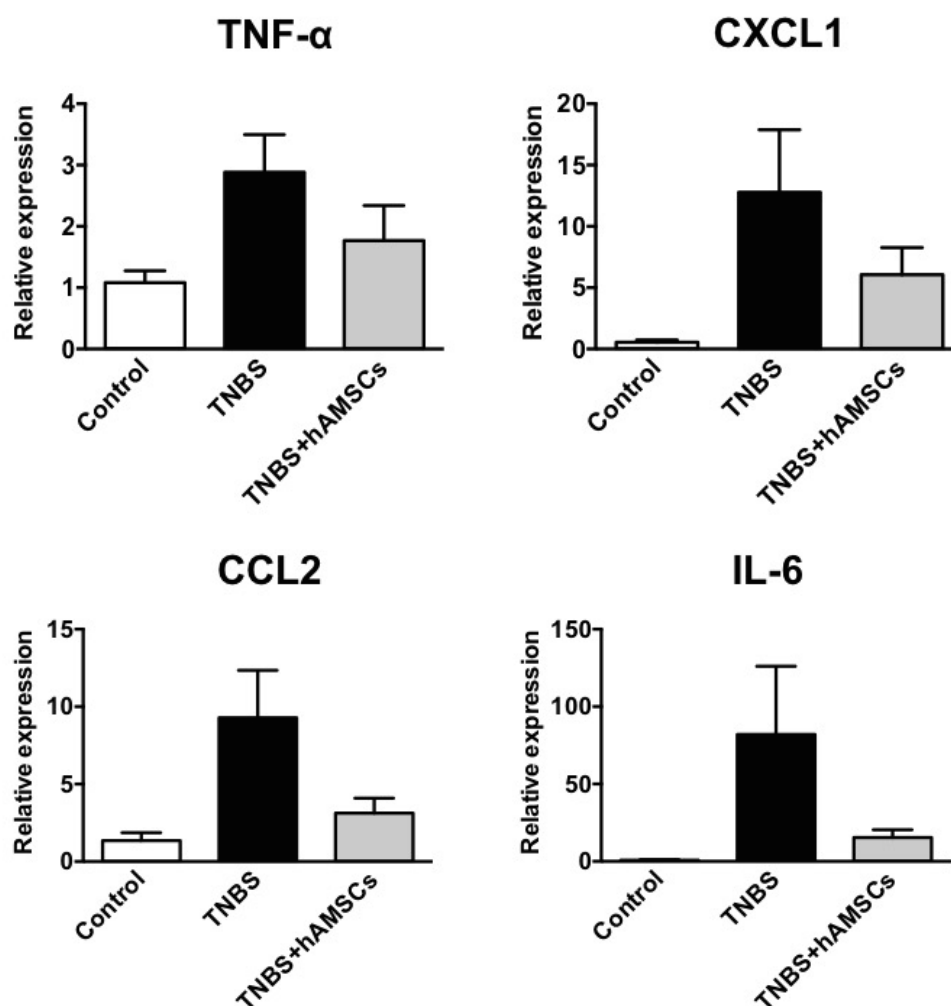 TNF-α
Relative expression
4
3
2
1
0
Control
TNBS
TNBS+hAMSCs
CXCL1
Relative expression
20
15
10
5
0
Control
TNBS
TNBS+hAMSCs
CCL2
Relative expression
15
10
5
0
Control
TNBS
TNBS+hAMSCs
IL-6
Relative expression
150
100
50
0
Control
TNBS
TNBS+hAMSCs